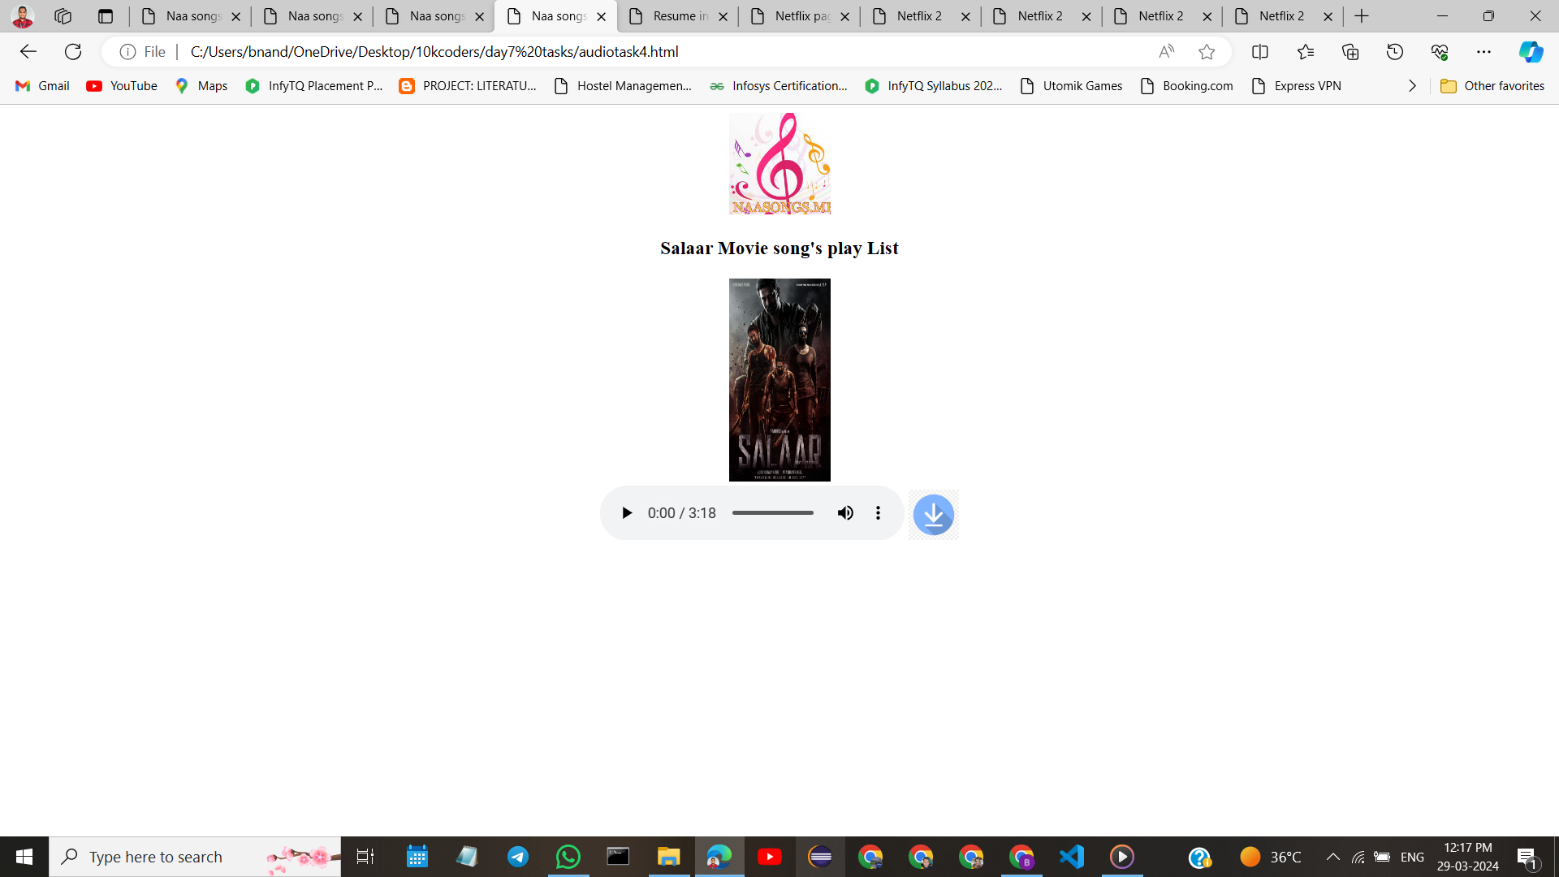 Naa songs Naa songs Naa songs Naa songs Resume in Netflix pag Netflix 2 Netflix 2 Netflix 2 Netflix 2
File C:/Users/bnand/OneDrive/Desktop/10kcoders/day7%20tasks/audiotask4.html
Gmail YouTube Maps InfyTQ Placement P... PROJECT: LITERATU... Hostel Managemen... Infosys Certification... InfyTQ Syllabus 202... Utomik Games Booking.com Express VPN Other favorites
NAASONGS.M
Salaar Movie song's play List
SALAAR
0:00 / 3:18
Type here to search 36°C ENG 12:17 PM
29-03-2024 1